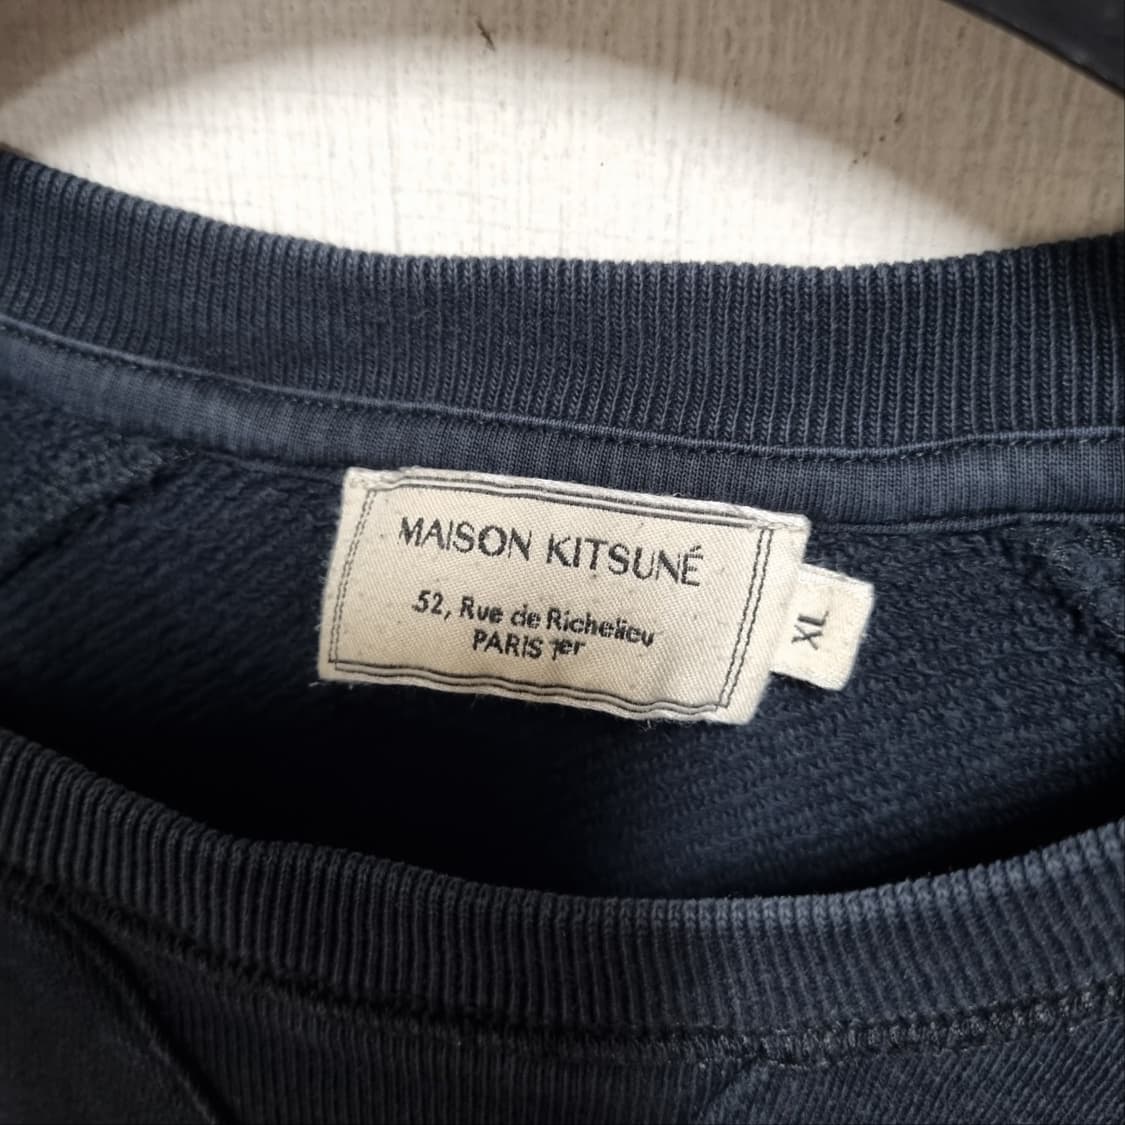 MAISON KITSUNÉ
52, Rue de Richelieu
PARIS 1er
XL